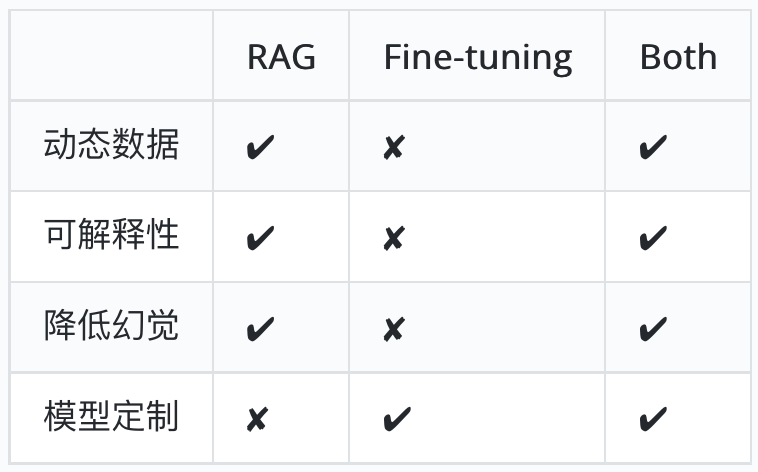 RAG Fine-tuning Both
动态数据 ✔ ✘ ✔
可解释性 ✔ ✘ ✔
降低幻觉 ✔ ✘ ✔
模型定制 ✘ ✔ ✔